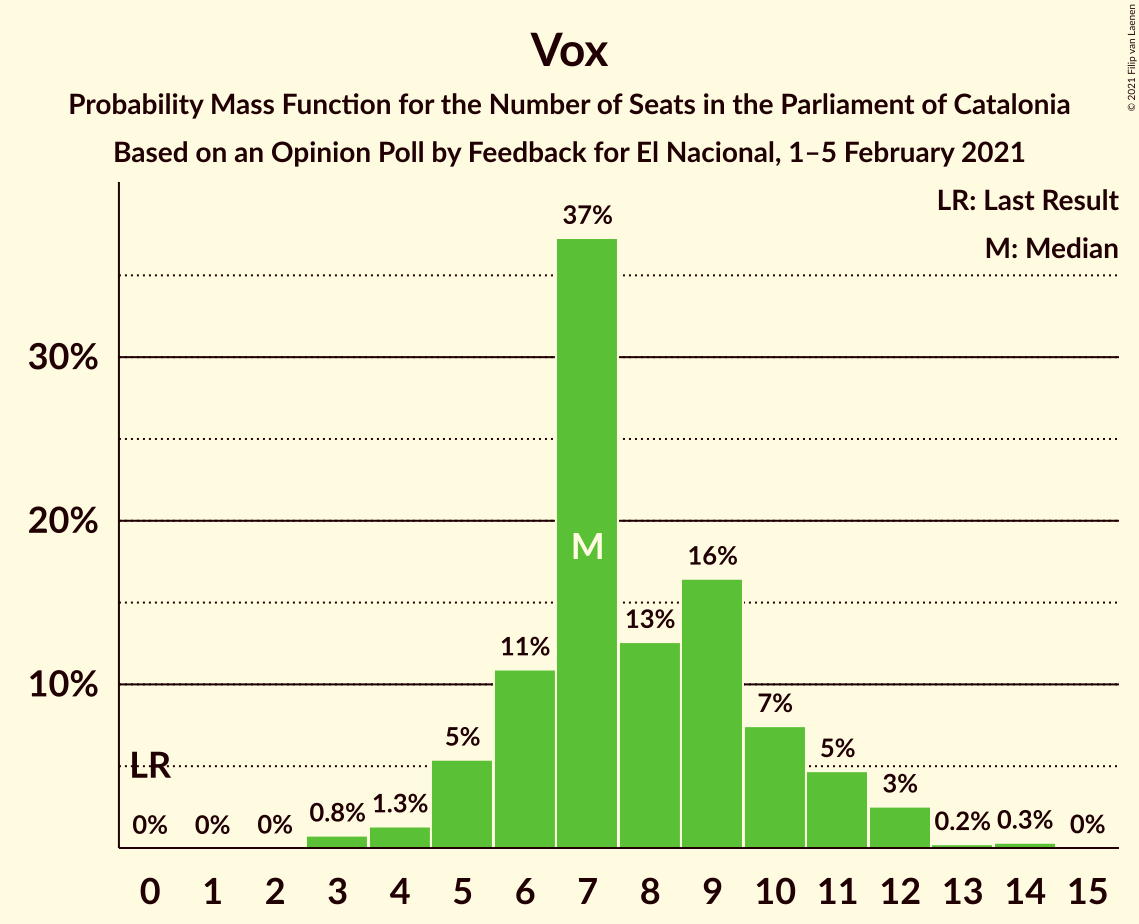 © 2021 Filip van Laenen
Vox
Probability Mass Function for the Number of Seats in the Parliament of Catalonia
Based on an Opinion Poll by Feedback for El Nacional, 1–5 February 2021
LR: Last Result
M: Median
37%
30%
20%
M
16%
13%
11%
10%
7%
5%
5%
LR
3%
1.3%
0.8%
0% 0% 0% 0.2% 0.3% 0%
0 1 2 3 4 5 6 7 8 9 10 11 12 13 14 15